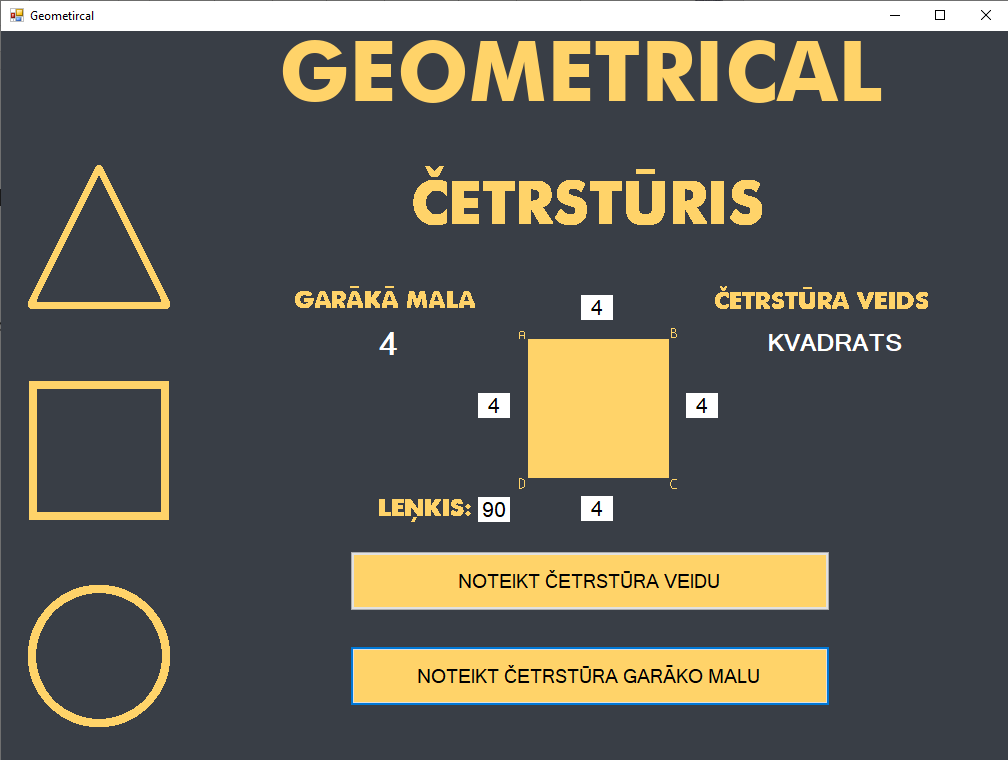 Geometircal
GEOMETRICAL
ČETRSTŪRIS
GARĀKĀ MALA
4
4
ČETRSTŪRA VEIDS
KVADRATS
A
B
4
4
D
C
LEŅĶIS: 90
4
NOTEIKT ČETRSTŪRA VEIDU
NOTEIKT ČETRSTŪRA GARĀKO MALU